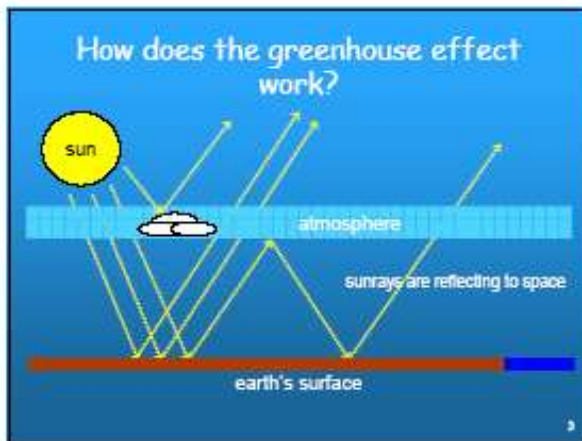 How does the greenhouse effect
work?
sun
atmosphere
sunrays are reflecting to space
earth's surface
3